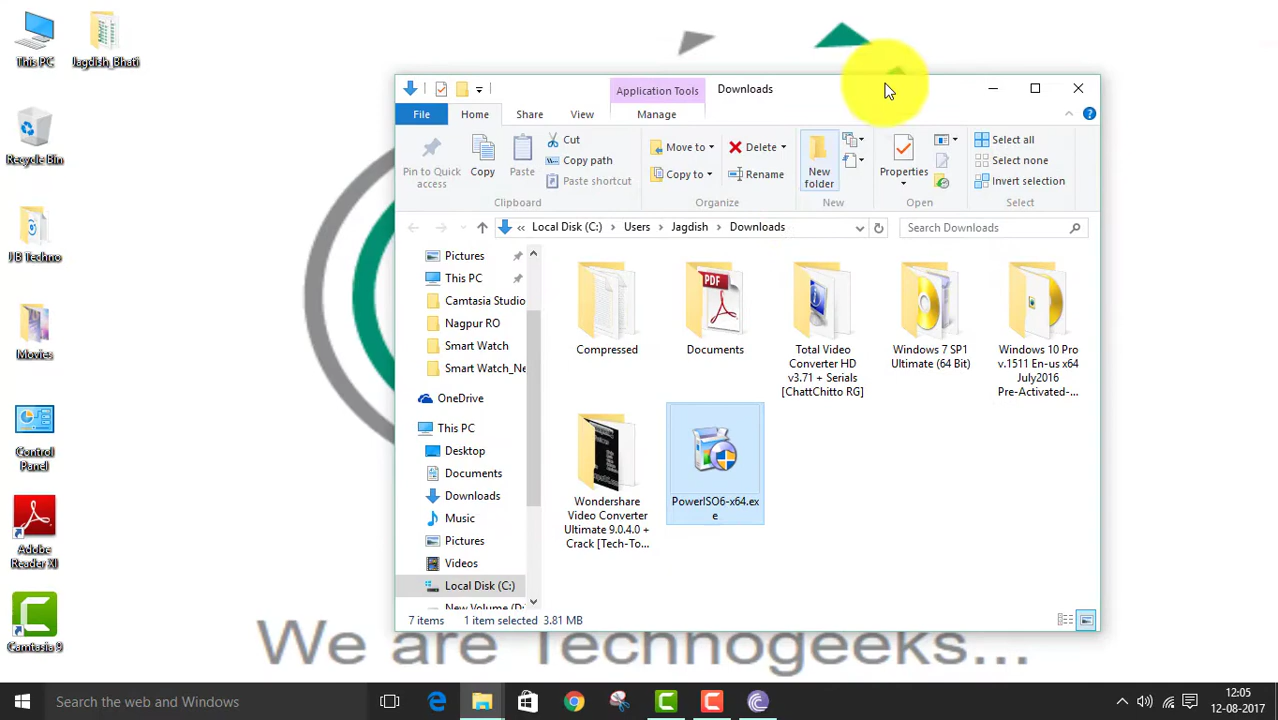 This PC
Jagdish_Bhati
Recycle Bin
J B Techno
Movies
Control
Panel
Adobe
Reader XI
Camtasia 9
Application Tools
Downloads
File
Home
Share
View
Manage
Pin to Quick
access
Copy
Paste
Cut
Copy path
Paste shortcut
Clipboard
Move to
Copy to
Delete
Rename
Organize
New
folder
New
Properties
Open
Select all
Select none
Invert selection
Select
« Local Disk (C:) › Users › Jagdish › Downloads
Search Downloads
Pictures
This PC
Camtasia Studio
Nagpur RO
Smart Watch
Smart Watch_Ne
OneDrive
This PC
Desktop
Documents
Downloads
Music
Pictures
Videos
Local Disk (C:)
New Volume (D:
Compressed
PDF
Documents
Total Video
Converter HD
v3.71 + Serials
[ChattChitto RG]
Windows 7 SP1
Ultimate (64 Bit)
Windows 10 Pro
v.1511 En-us x64
July2016
Pre-Activated-...
Wondershare
Video Converter
Ultimate 9.0.4.0 +
Crack [Tech-To...
PowerISO6-x64.ex
e
7 items
1 item selected 3.81 MB
We are Technogeeks...
Search the web and Windows
12:05
12-08-2017